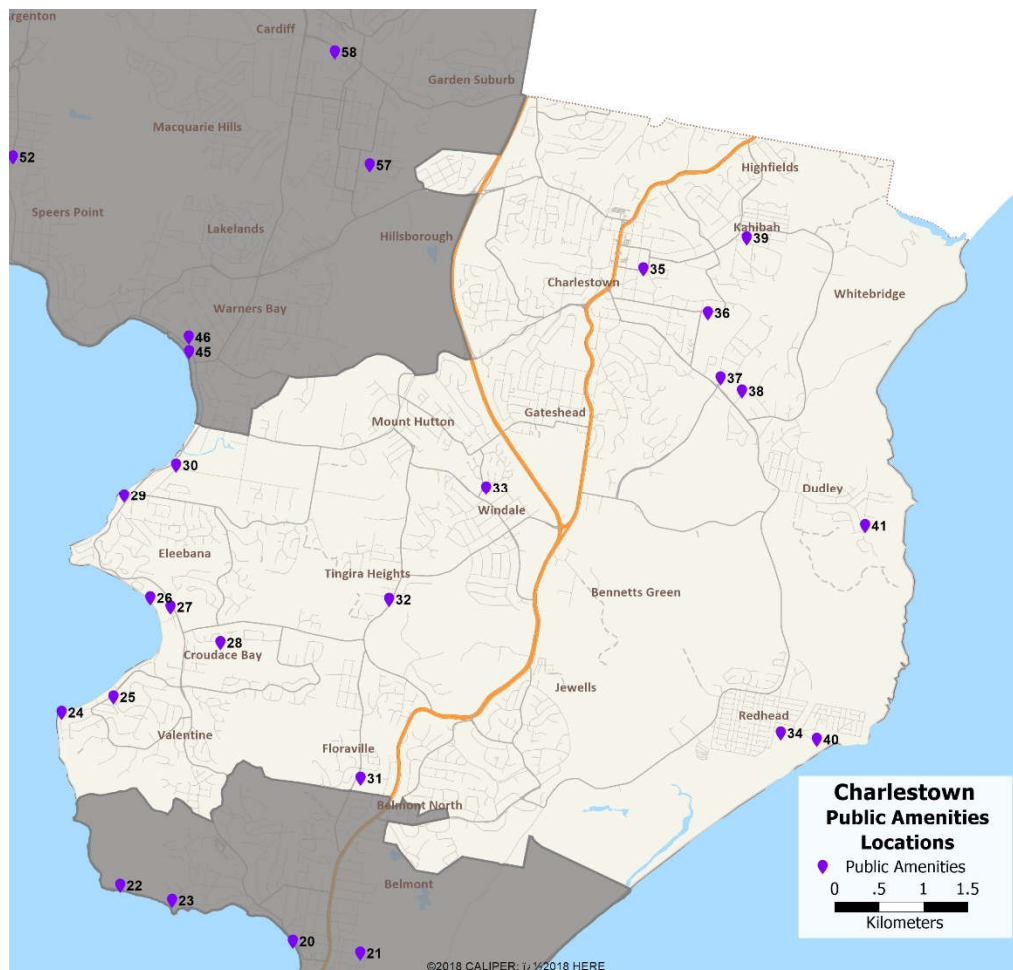 Argenton
Cardiff
58
Garden Suburb
Macquarie Hills
52
57
Highfields
Speers Point
Lakelands
Hillsborough
Kahibah
39
35
Charlestown
Whitebridge
Warners Bay
36
46
45
37
38
Mount Hutton
Gateshead
30
33
Dudley
29
Windale
41
Eleebana
Tingira Heights
Bennetts Green
26
27
32
28
Croudace Bay
Jewells
25
24
Redhead
Valentine
34
40
Floraville
31
Belmont North
Charlestown
Public Amenities
Locations
Public Amenities
0 .5 1 1.5
Kilometers
22
Belmont
23
20
21
©2018 CALIPER; ï¿½2018 HERE